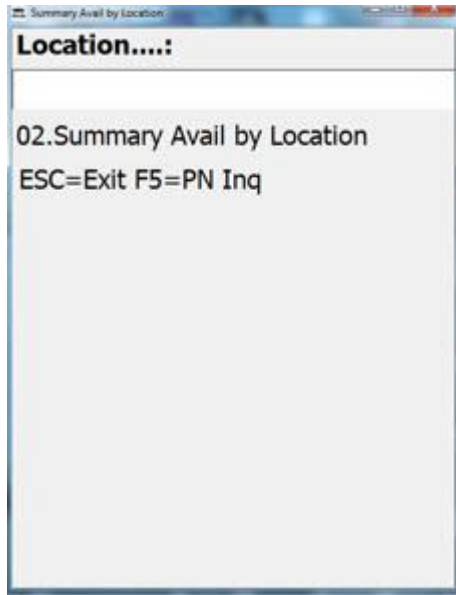 Summary Avail by Location
Location....:
02.Summary Avail by Location
ESC=Exit F5=PN Inq